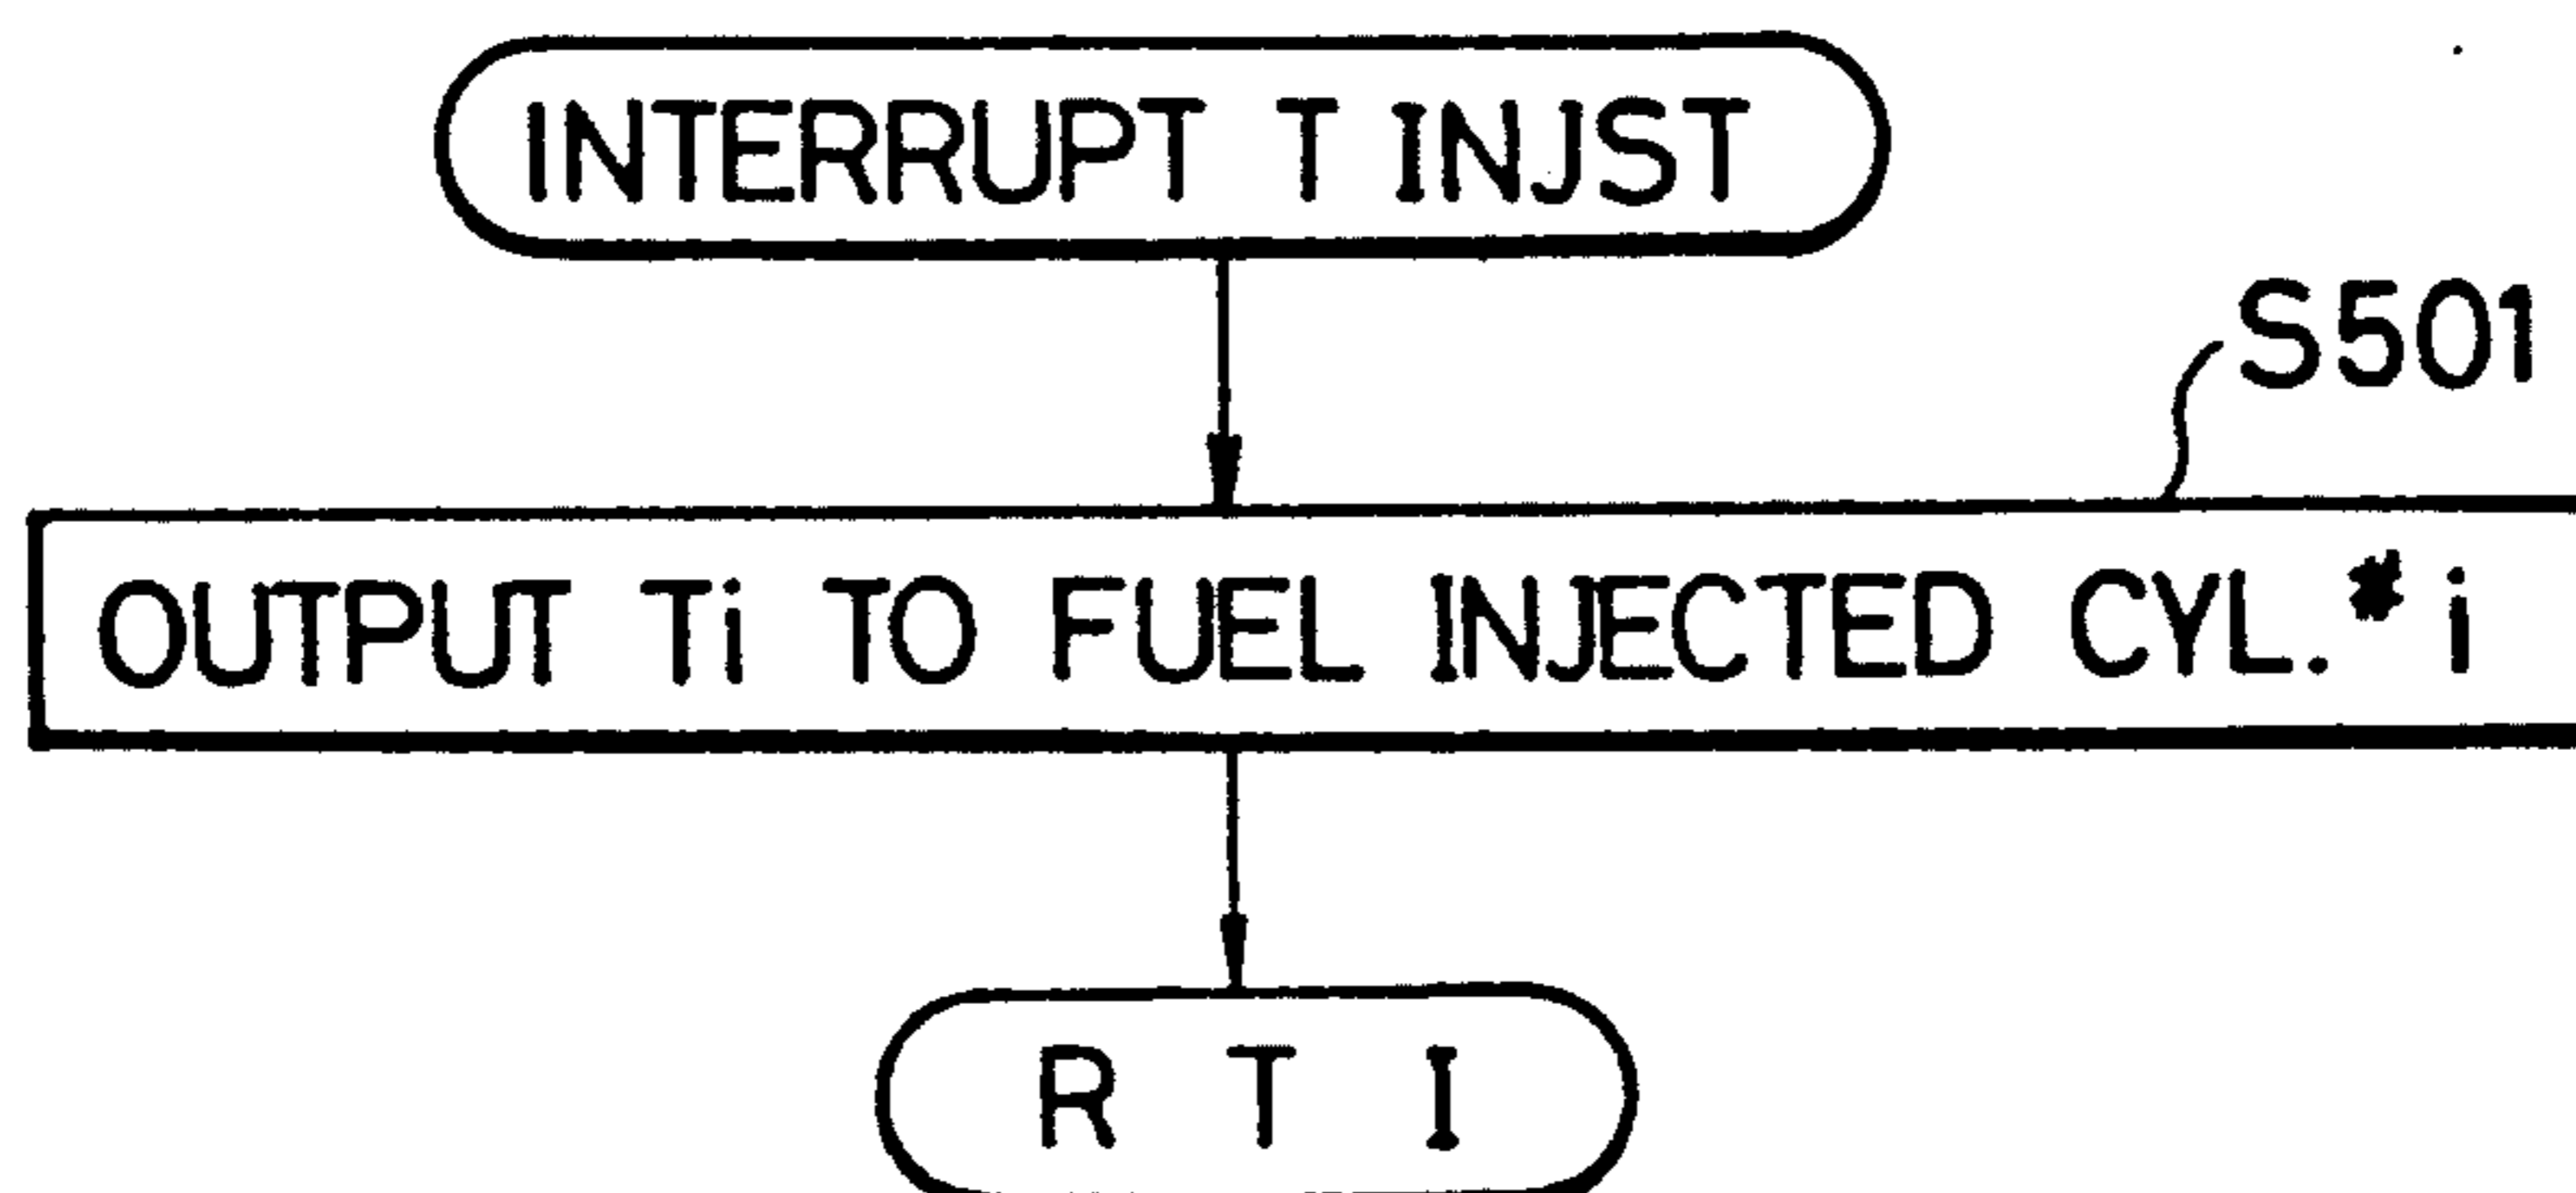 INTERRUPT T INJST
S501
OUTPUT Ti TO FUEL INJECTED CYL. # i
R T I